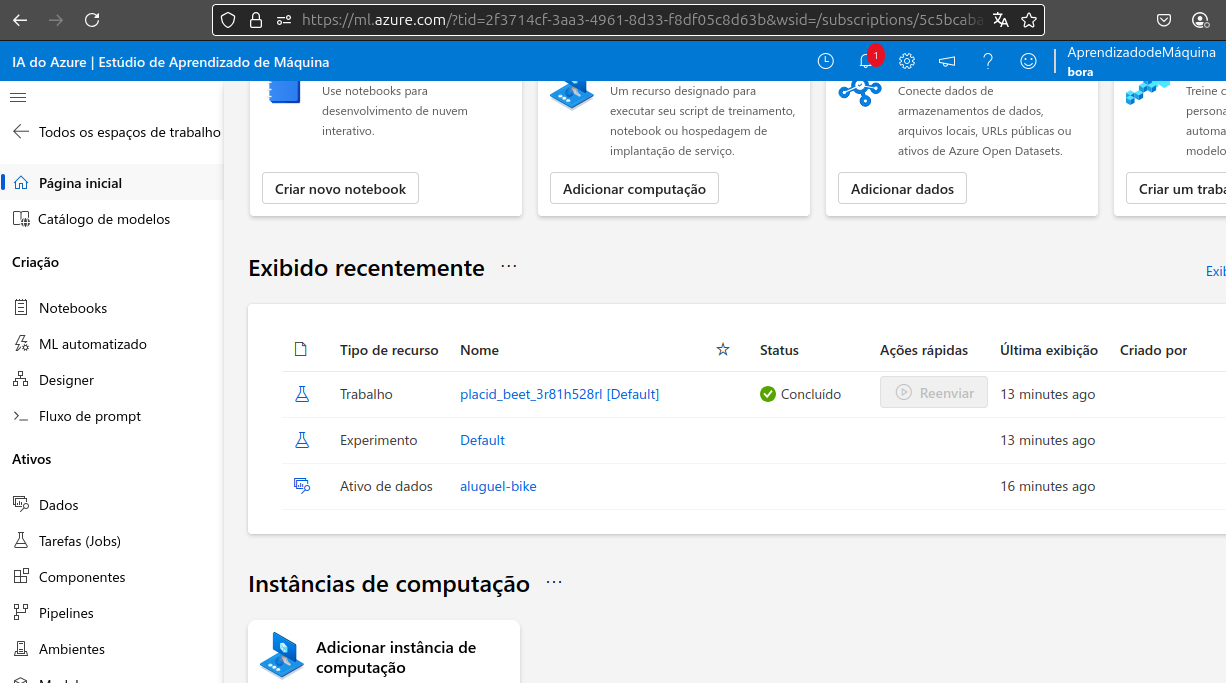 https://ml.azure.com/?tid=2f3714cf-3aa3-4961-8d33-f8df05c8d63b&wsid=/subscriptions/5c5bcaba
IA do Azure | Estúdio de Aprendizado de Máquina
1
AprendizadodeMáquina
bora
Todos os espaços de trabalho
Página inicial
Catálogo de modelos
Criação
Notebooks
ML automatizado
Designer
Fluxo de prompt
Ativos
Dados
Tarefas (Jobs)
Componentes
Pipelines
Ambientes
Use notebooks para
desenvolvimento de nuvem
interativo.
Criar novo notebook
Um recurso designado para
executar seu script de treinamento,
notebook ou hospedagem de
implantação de serviço.
Adicionar computação
Conecte dados de
armazenamentos de dados,
arquivos locais, URLs públicas ou
ativos de Azure Open Datasets.
Adicionar dados
Treine c
persona
automa
modelo
Criar um traba
Exibido recentemente ...
Exib
Tipo de recurso Nome Status Ações rápidas Última exibição Criado por
Trabalho placid_beet_3r81h528rl [Default] Concluído Reenviar 13 minutes ago
Experimento Default 13 minutes ago
Ativo de dados aluguel-bike 16 minutes ago
Instâncias de computação ...
Adicionar instância de
computação